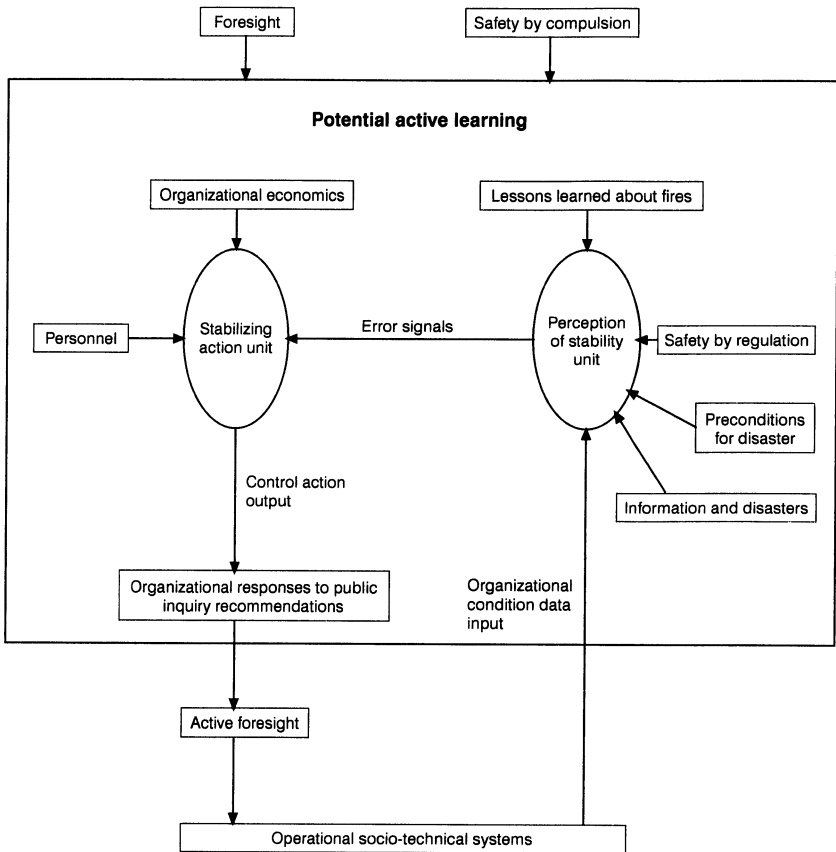 Foresight
Safety by compulsion
Potential active learning
Organizational economics
Lessons learned about fires
Personnel
Stabilizing
action unit
Error signals
Perception
of stability
unit
Safety by regulation
Preconditions
for disaster
Information and disasters
Control action
output
Organizational responses to public
inquiry recommendations
Organizational
condition data
input
Active foresight
Operational socio-technical systems